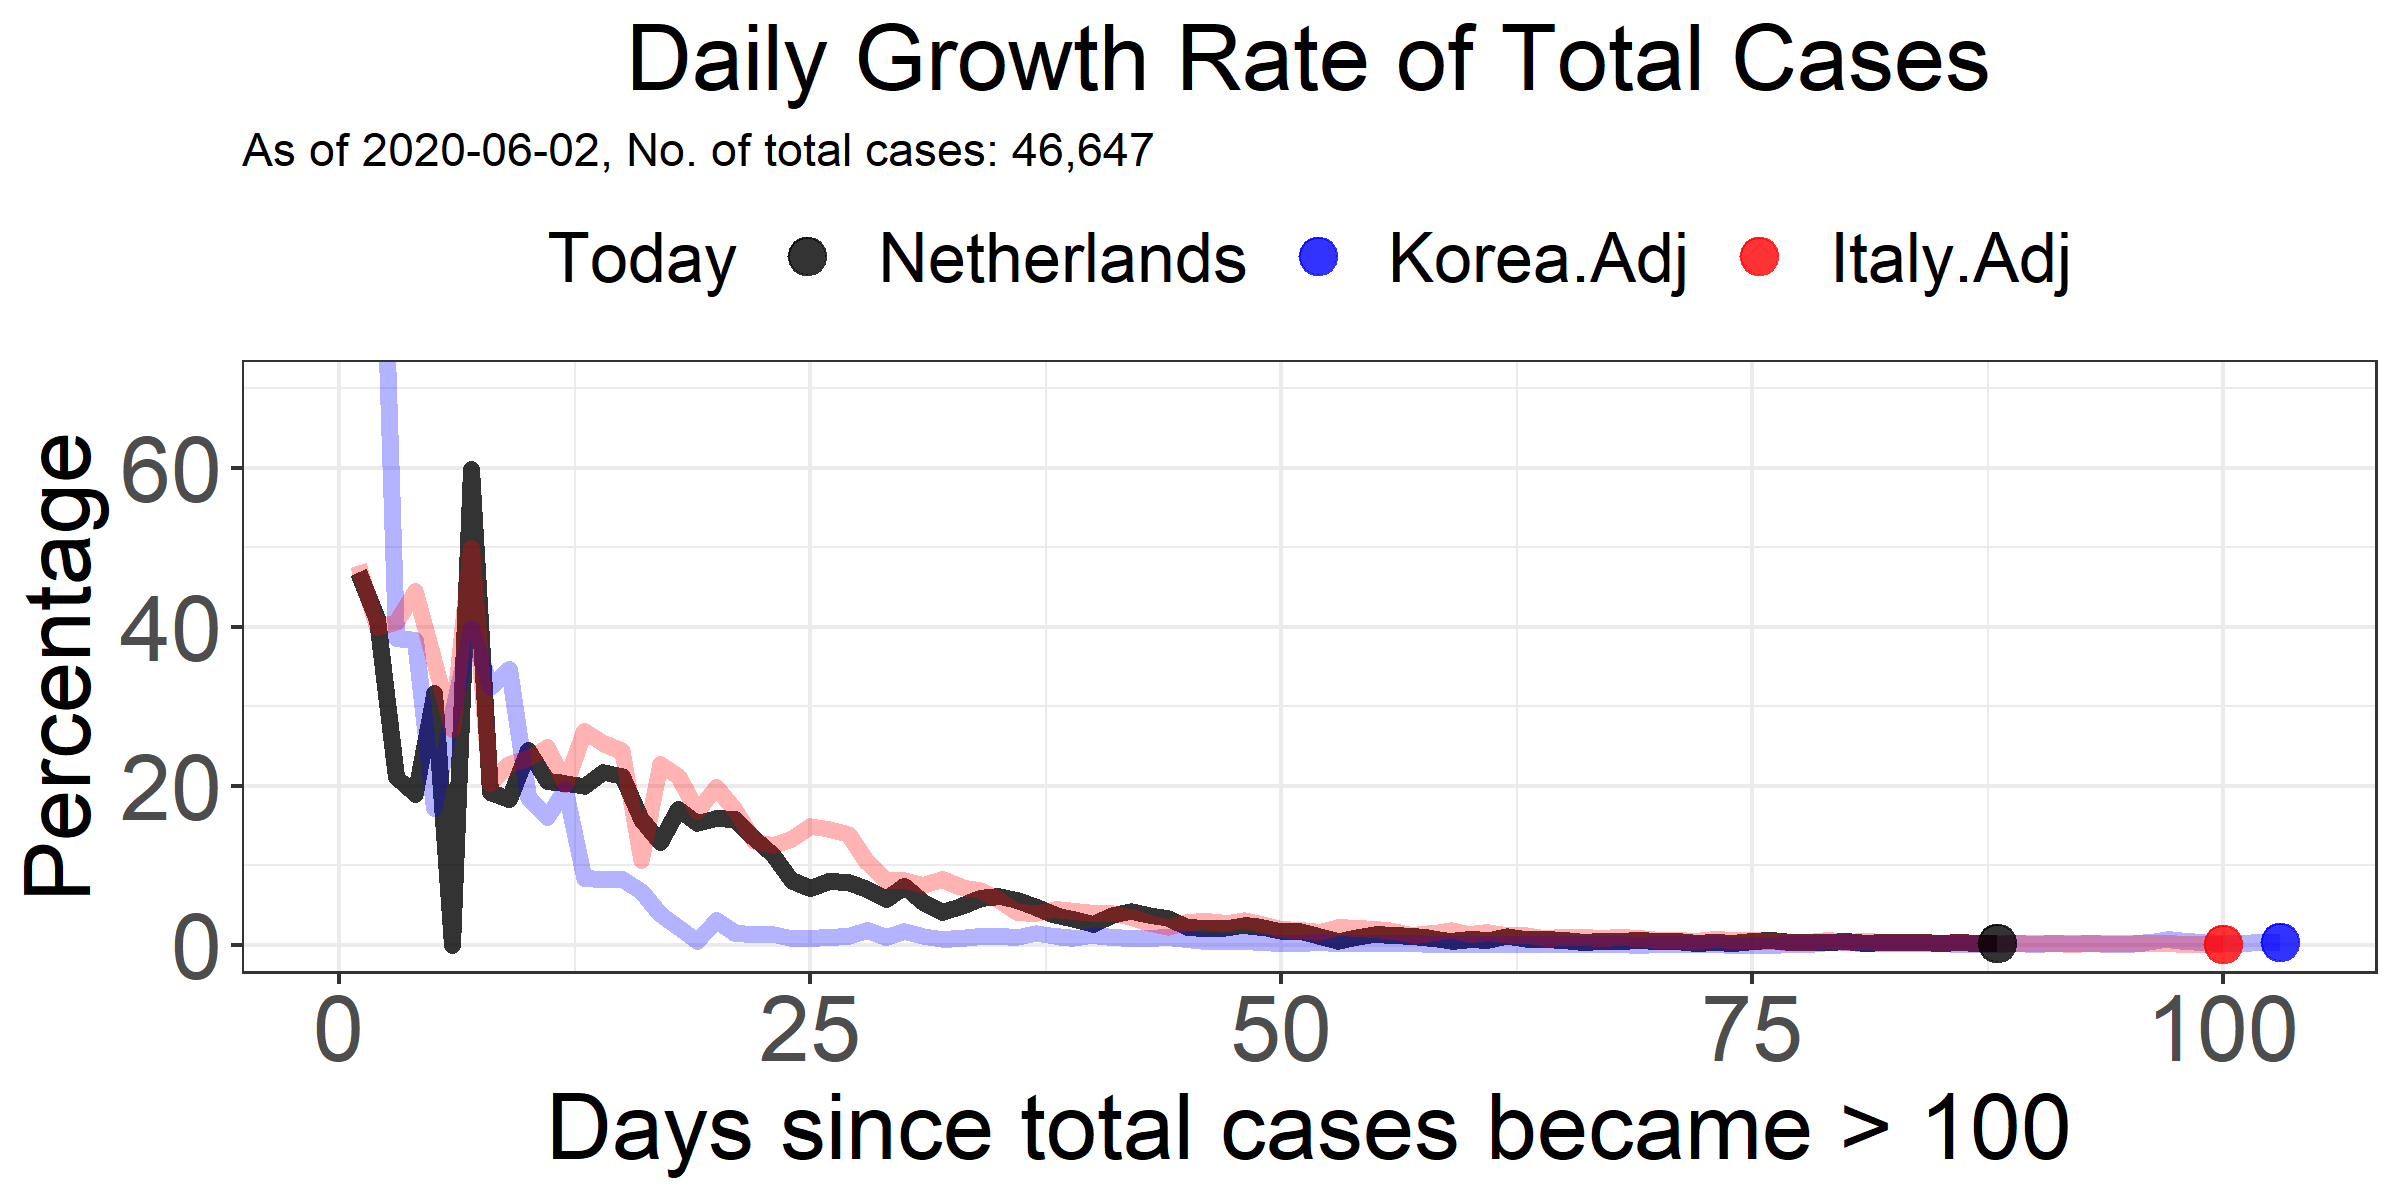 Daily Growth Rate of Total Cases
As of 2020-06-02, No. of total cases: 46,647
Today Netherlands Korea.Adj Italy.Adj
Percentage
60
40
20
0
0 25 50 75 100
Days since total cases became > 100